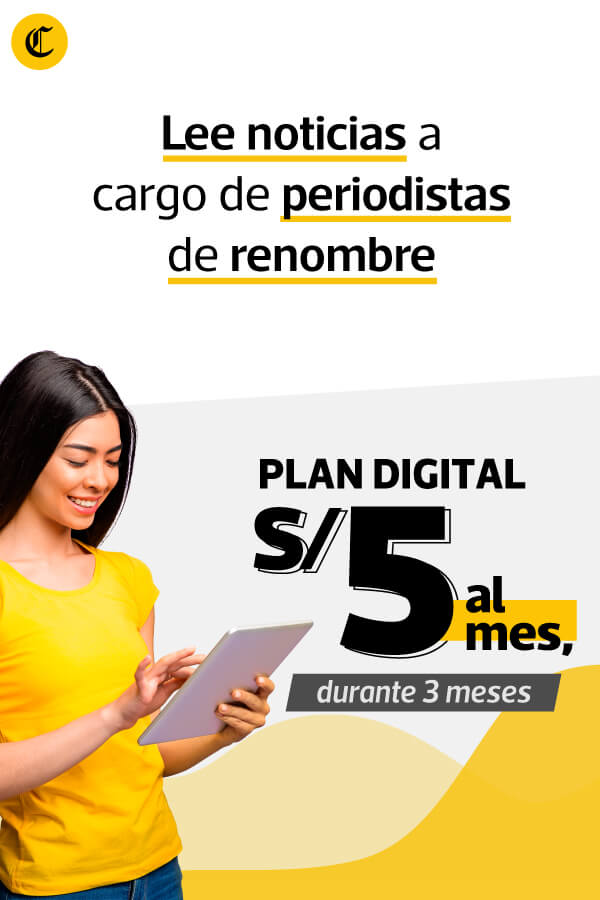 C
Lee noticias a
cargo de periodistas
de renombre
PLAN DIGITAL
S/5 al
mes,
durante 3 meses